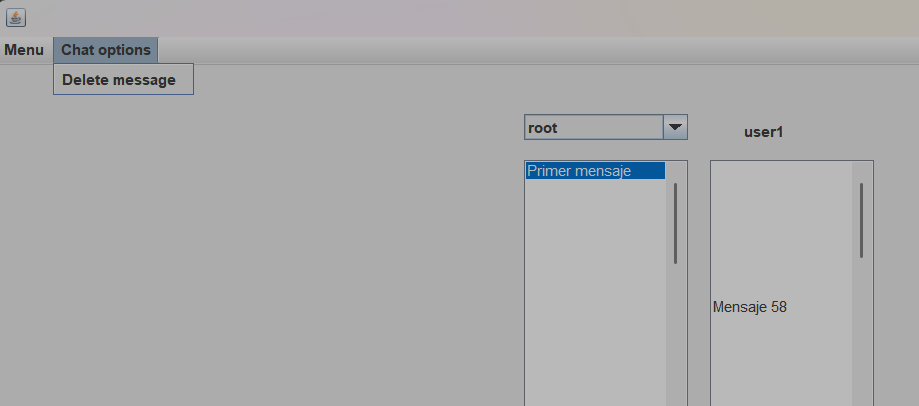 Menu Chat options
Delete message
root
user1
Primer mensaje
Mensaje 58